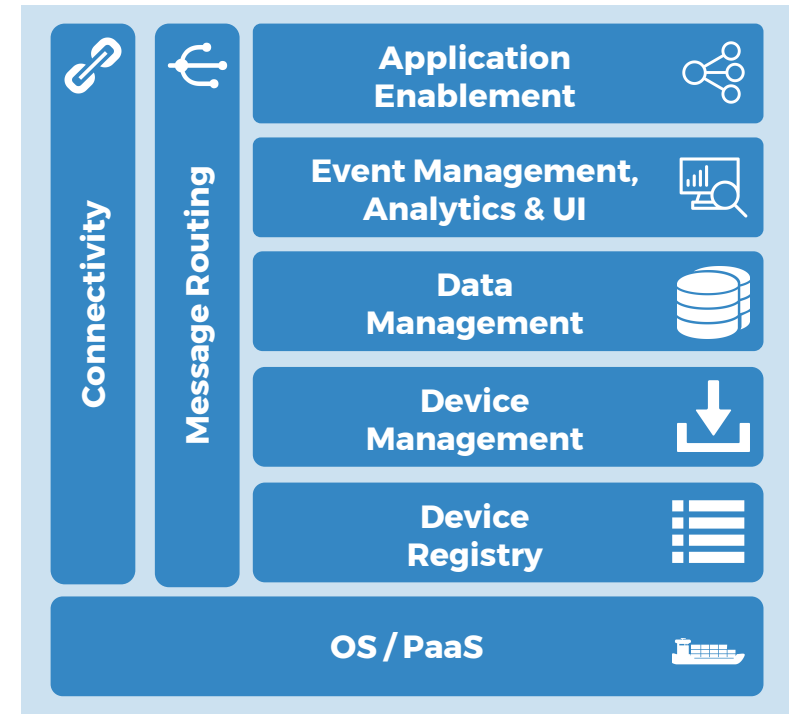 Connectivity
Message Routing
Application
Enablement
Event Management,
Analytics & UI
Data
Management
Device
Management
Device
Registry
OS / PaaS